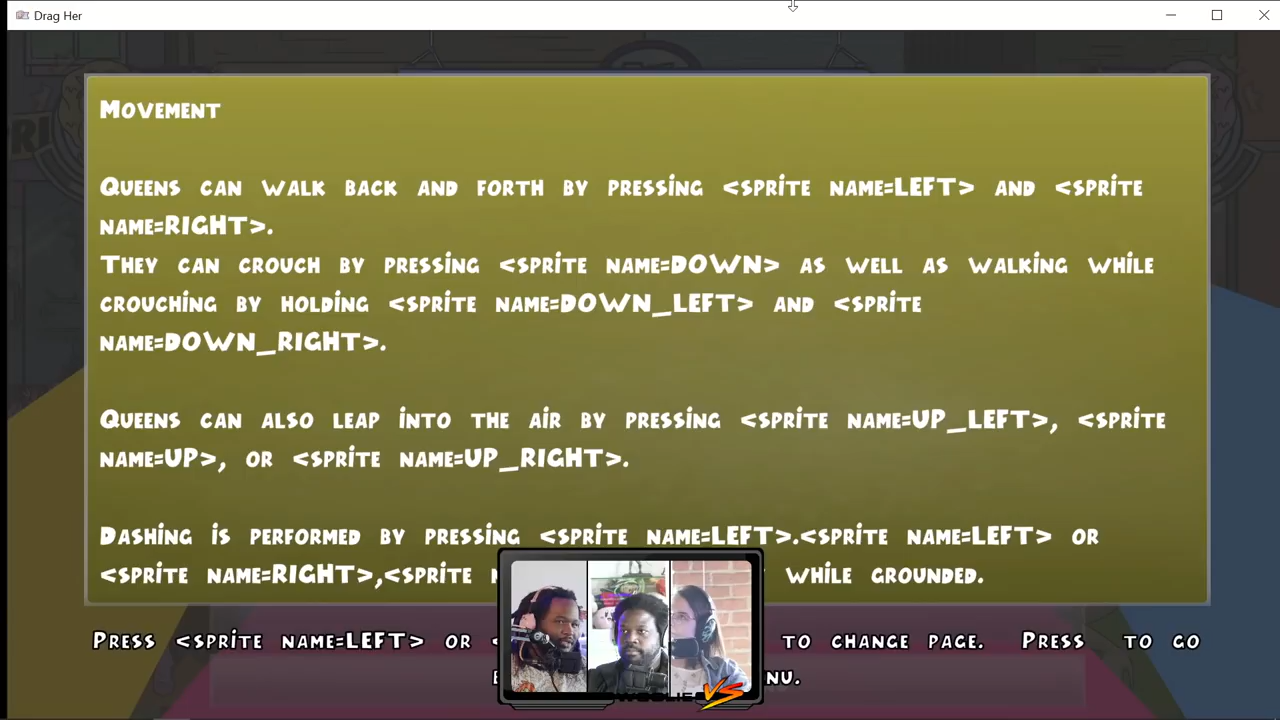 Drag Her
MOVEMENT
QUEENS CAN WALK BACK AND FORTH BY PRESSING <SPRITE NAME=LEFT> AND <SPRITE
NAME=RIGHT>.
THEY CAN CROUCH BY PRESSING <SPRITE NAME=DOWN> AS WELL AS WALKING WHILE
CROUCHING BY HOLDING <SPRITE NAME=DOWN_LEFT> AND <SPRITE
NAME=DOWN_RIGHT>.
QUEENS CAN ALSO LEAP INTO THE AIR BY PRESSING <SPRITE NAME=UP_LEFT>, <SPRITE
NAME=UP>, OR <SPRITE NAME=UP_RIGHT>.
DASHING IS PERFORMED BY PRESSING <SPRITE NAME=LEFT>.<SPRITE NAME=LEFT> OR
<SPRITE NAME=RIGHT>,<SPRITE WHILE GROUNDED.
PRESS <SPRITE NAME=LEFT> OR TO CHANGE PAGE. PRESS TO GO
VS